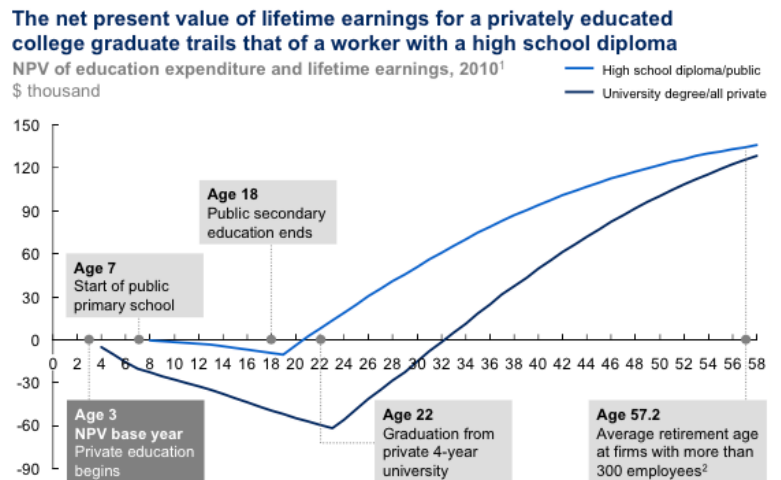 The net present value of lifetime earnings for a privately educated
college graduate trails that of a worker with a high school diploma
NPV of education expenditure and lifetime earnings, 2010¹
$ thousand
High school diploma/public
University degree/all private
150
120
90
60
30
0
-30
-60
-90
Age 18
Public secondary
education ends
Age 7
Start of public
primary school
0 2 4 6 8 10 12 14 16 18 20 22 24 26 28 30 32 34 36 38 40 42 44 46 48 50 52 54 56 58
Age 3
NPV base year
Private education
begins
Age 22
Graduation from
private 4-year
university
Age 57.2
Average retirement age
at firms with more than
300 employees²